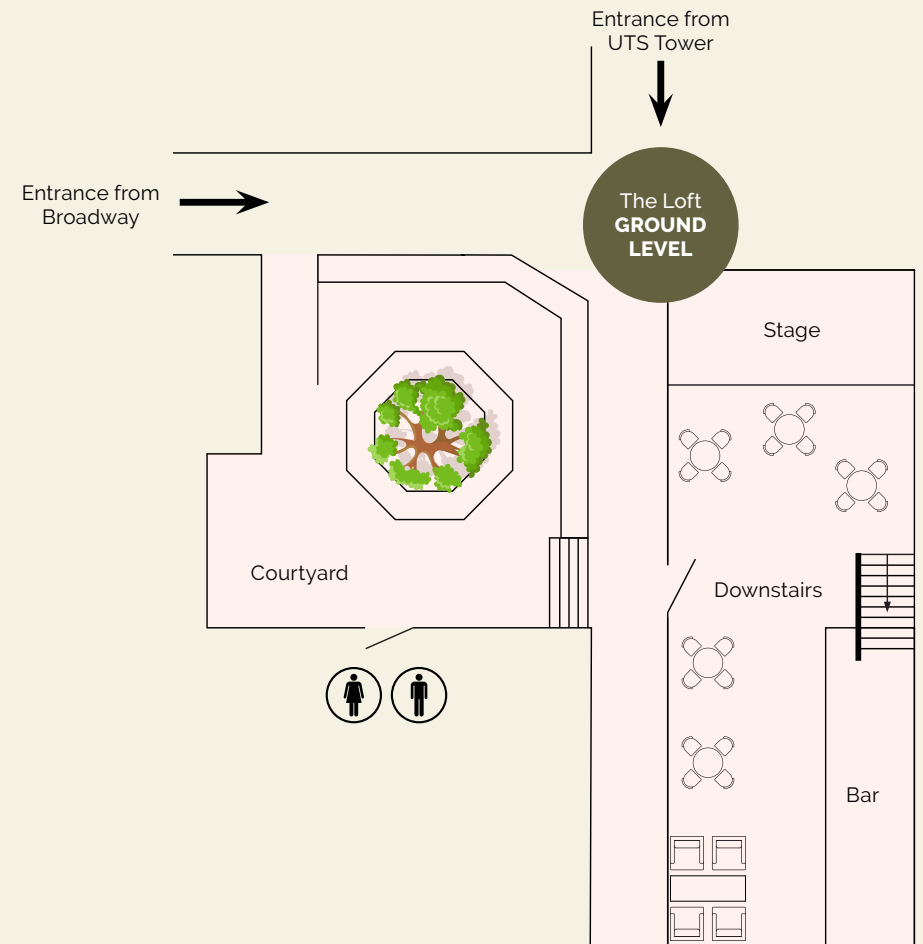 Entrance from
UTS Tower
Entrance from
Broadway
The Loft
GROUND
LEVEL
Stage
Courtyard
Downstairs
Bar